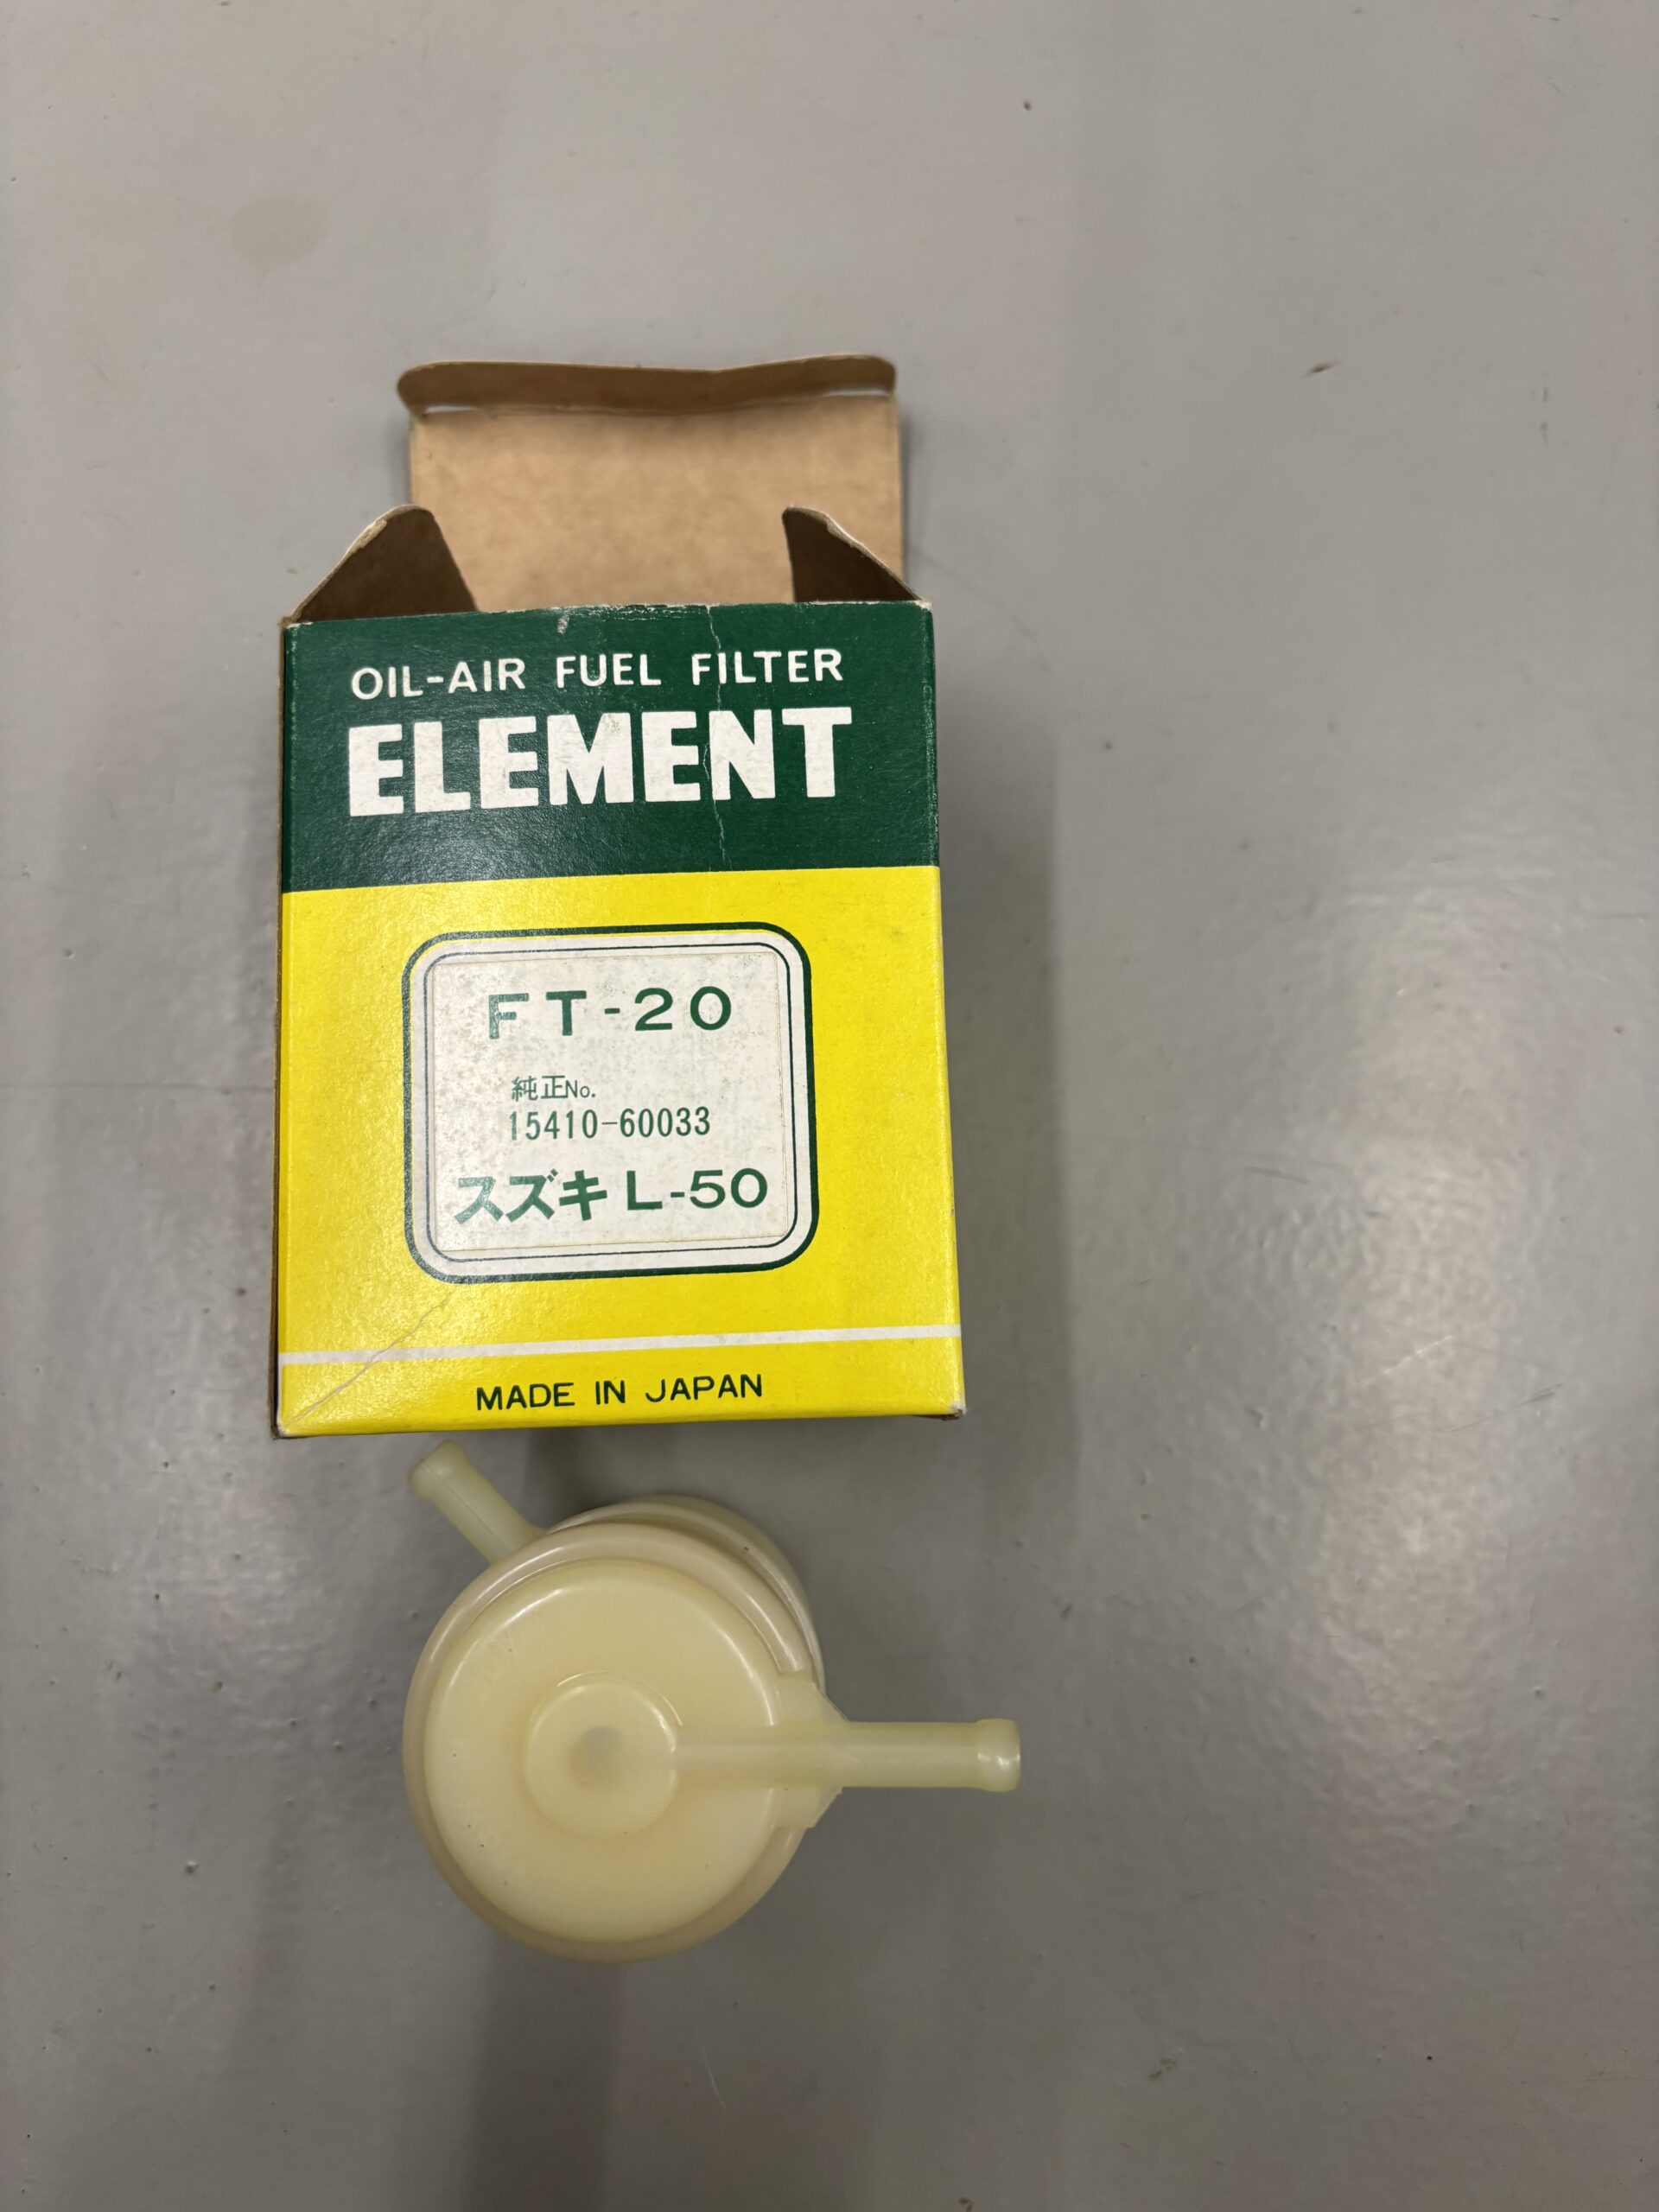 OIL-AIR FUEL FILTER
ELEMENT
FT-20
純正No.
15410-60033
スズキ L-50
MADE IN JAPAN